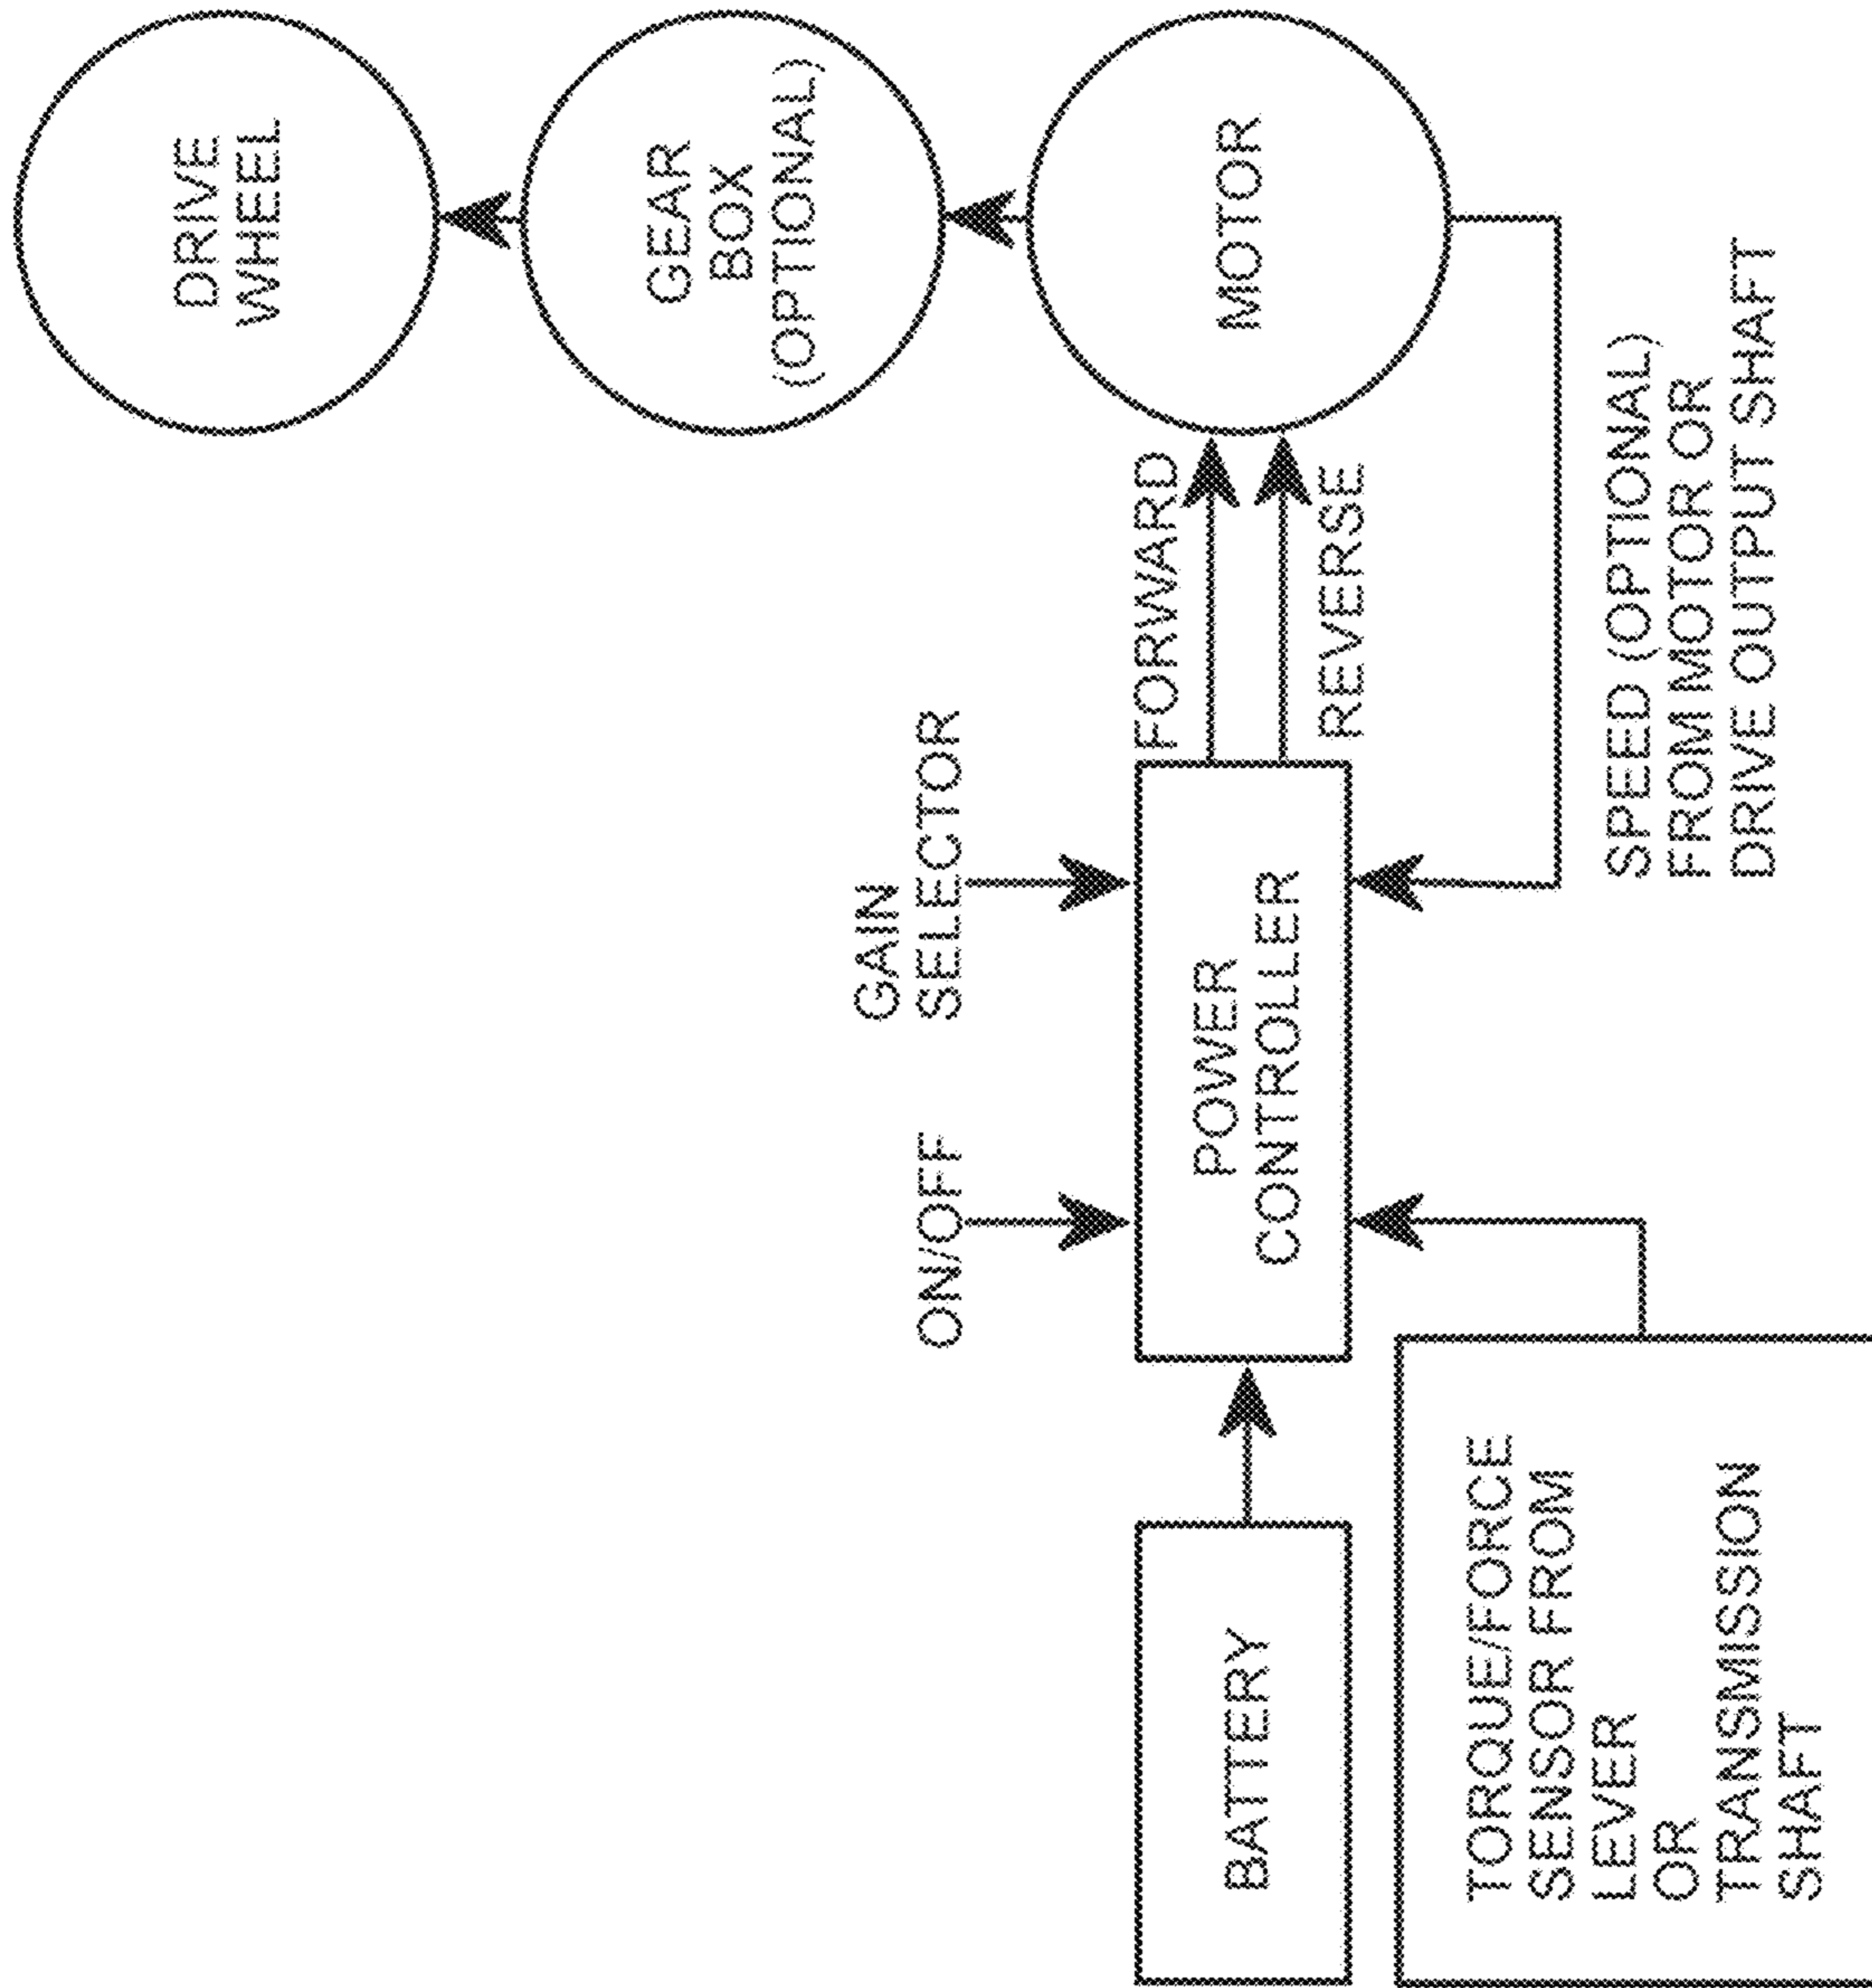 DRIVE
WHEEL
GEAR
BOX
(OPTIONAL)
MOTOR
FORWARD
REVERSE
SPEED (OPTIONAL)
FROM MOTOR OR
DRIVE OUTPUT SHAFT
GAIN
SELECTOR
ON/OFF
POWER
CONTROLLER
BATTERY
TORQUE/FORCE
SENSOR FROM
LEVER
OR
TRANSMISSION
SHAFT